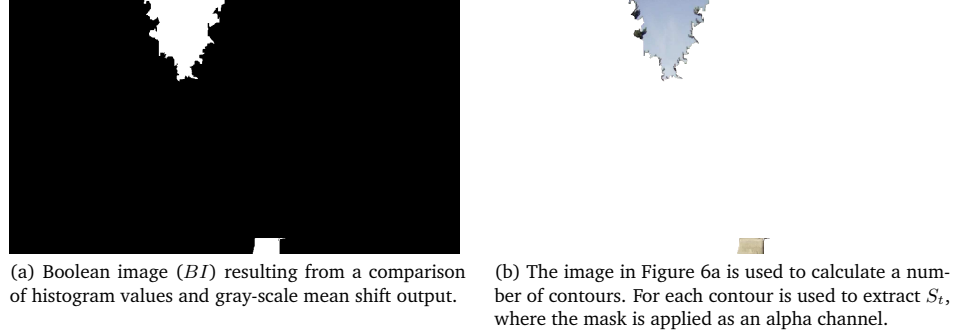 (a) Boolean image (BI) resulting from a comparison
of histogram values and gray-scale mean shift output.
(b) The image in Figure 6a is used to calculate a num-
ber of contours. For each contour is used to extract S_t,
where the mask is applied as an alpha channel.